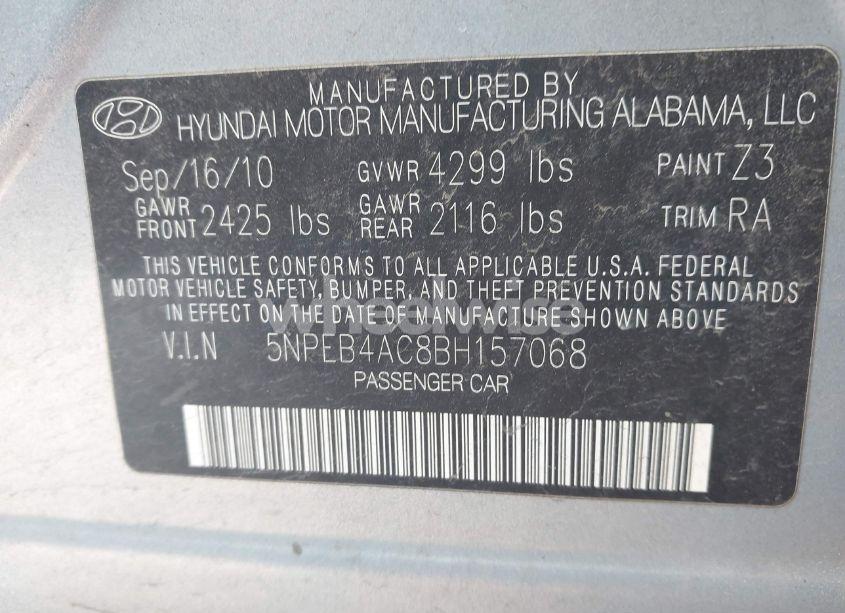 MANUFACTURED BY
HYUNDAI MOTOR MANUFACTURING ALABAMA, LLC
Sep/16/10 GVWR 4299 lbs PAINT Z3
GAWR FRONT 2425 lbs GAWR REAR 2116 lbs TRIM RA
THIS VEHICLE CONFORMS TO ALL APPLICABLE U.S.A. FEDERAL
MOTOR VEHICLE SAFETY, BUMPER, AND THEFT PREVENTION STANDARDS
IN EFFECT ON THE DATE OF MANUFACTURE SHOWN ABOVE
wheelwise
V.I.N 5NPEB4AC8BH157068
PASSENGER CAR